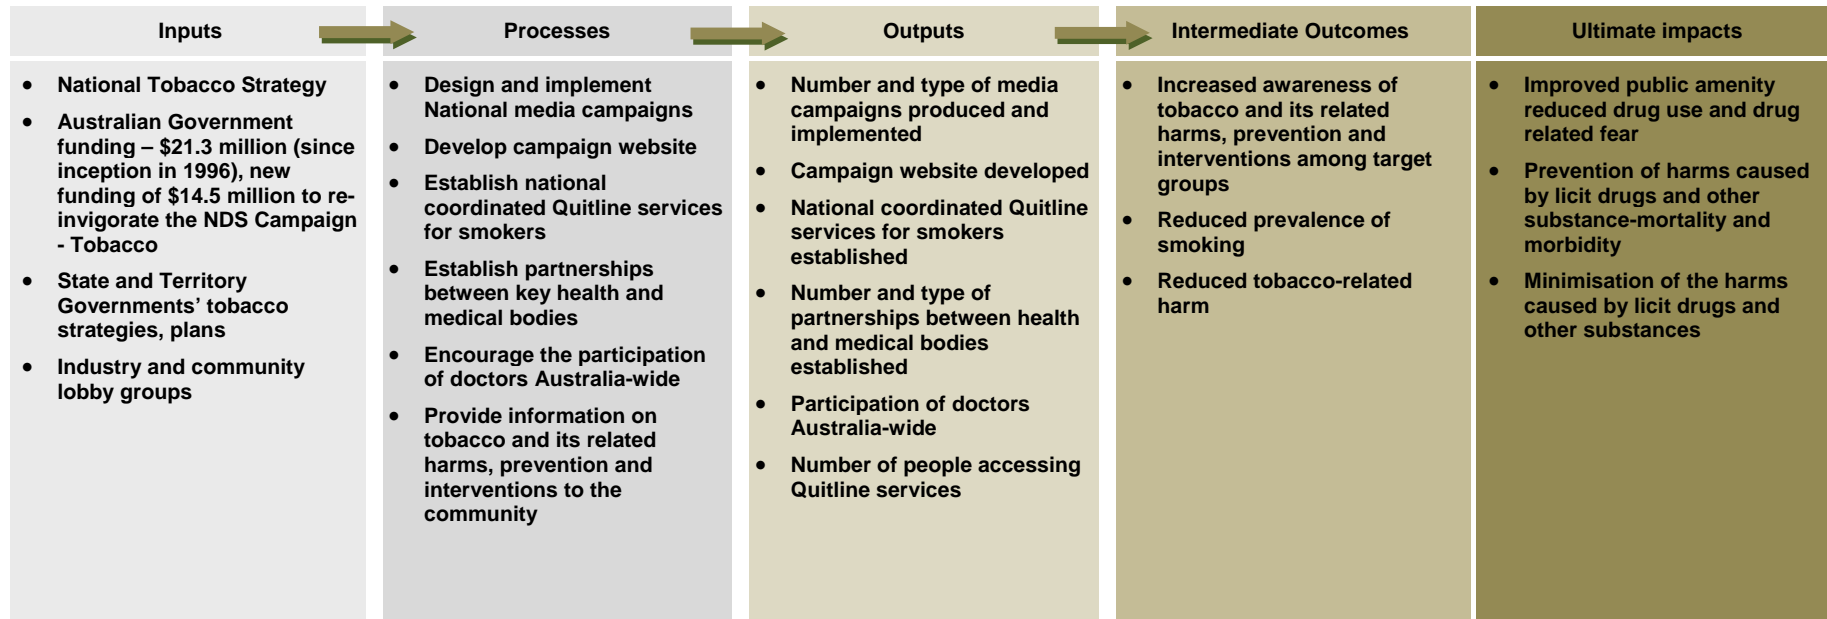 Inputs
Processes
Outputs
Intermediate Outcomes
Ultimate impacts
• National Tobacco Strategy
• Australian Government
funding – $21.3 million (since
inception in 1996), new
funding of $14.5 million to re-
invigorate the NDS Campaign
- Tobacco
• State and Territory
Governments’ tobacco
strategies, plans
• Industry and community
lobby groups
• Design and implement
National media campaigns
• Develop campaign website
• Establish national
coordinated Quitline services
for smokers
• Establish partnerships
between key health and
medical bodies
• Encourage the participation
of doctors Australia-wide
• Provide information on
tobacco and its related
harms, prevention and
interventions to the
community
• Number and type of media
campaigns produced and
implemented
• Campaign website developed
• National coordinated Quitline
services for smokers
established
• Number and type of
partnerships between health
and medical bodies
established
• Participation of doctors
Australia-wide
• Number of people accessing
Quitline services
• Increased awareness of
tobacco and its related
harms, prevention and
interventions among target
groups
• Reduced prevalence of
smoking
• Reduced tobacco-related
harm
• Improved public amenity
reduced drug use and drug
related fear
• Prevention of harms caused
by licit drugs and other
substance-mortality and
morbidity
• Minimisation of the harms
caused by licit drugs and
other substances